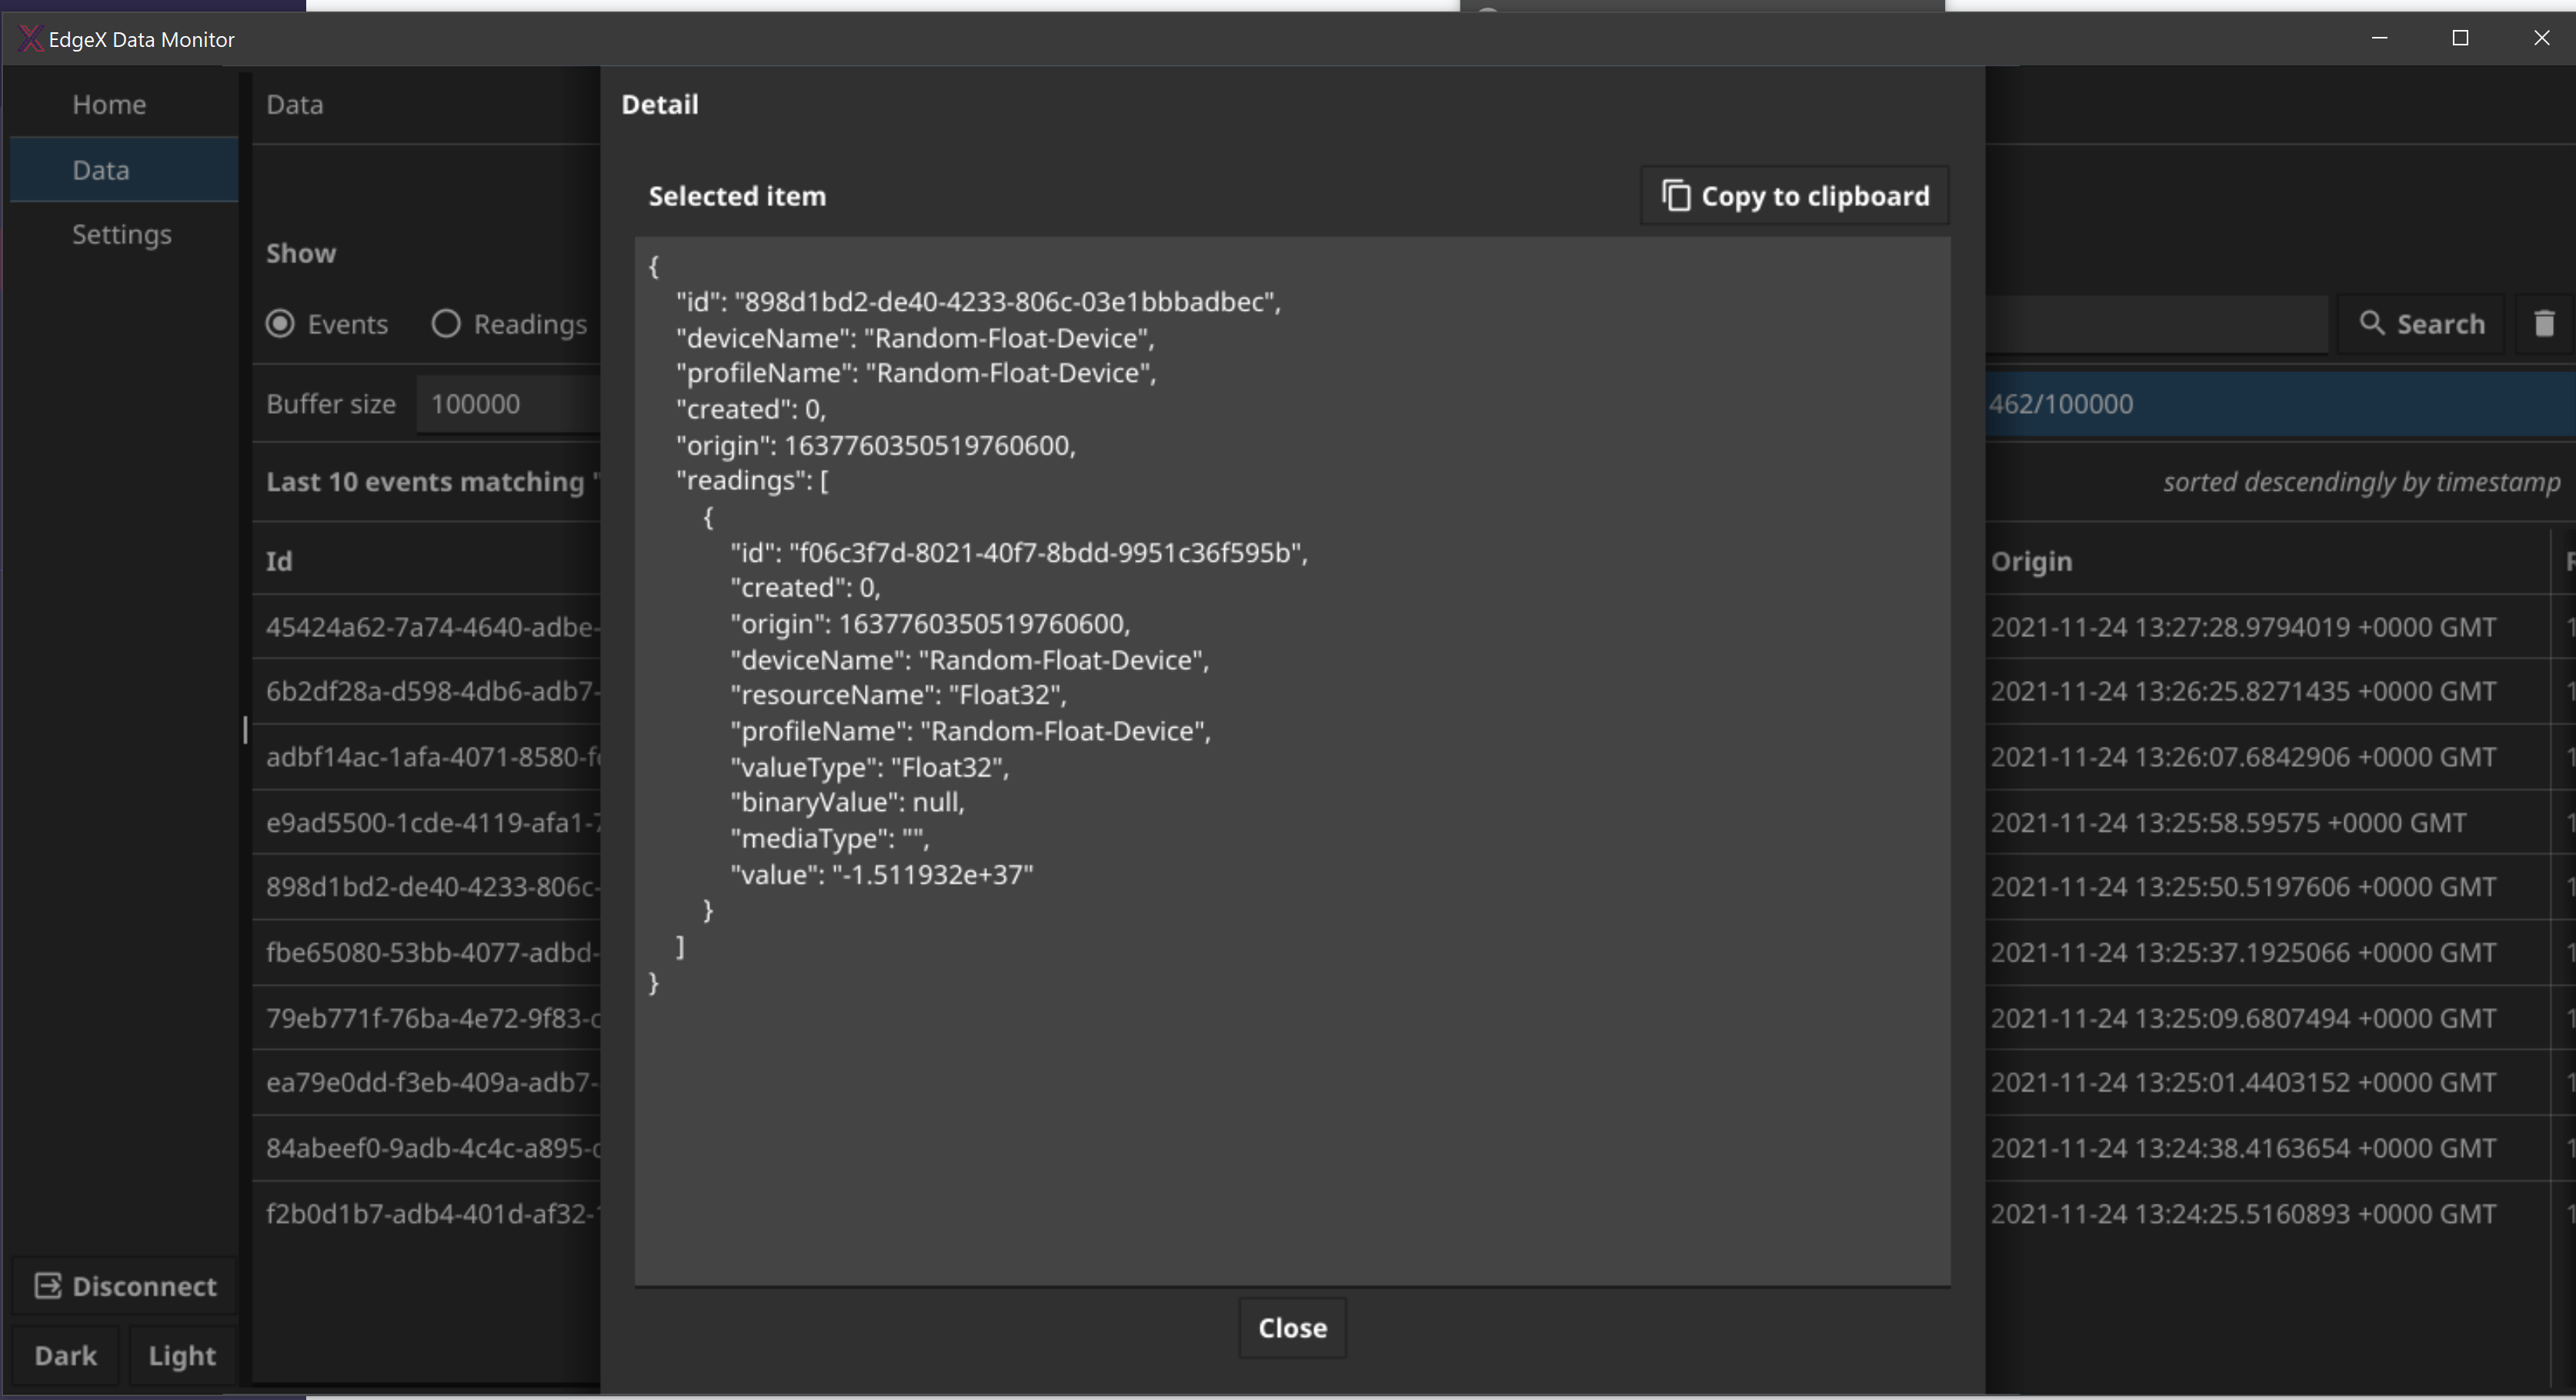 EdgeX Data Monitor
Home
Data
Settings
Disconnect
Dark Light
Data
Show
Events Readings
Search
Buffer size 100000
462/100000
Last 10 events matching "
sorted descendingly by timestamp
Id
Origin
45424a62-7a74-4640-adbe-
2021-11-24 13:27:28.9794019 +0000 GMT
6b2df28a-d598-4db6-adb7-
2021-11-24 13:26:25.8271435 +0000 GMT
adbf14ac-1afa-4071-8580-f
2021-11-24 13:26:07.6842906 +0000 GMT
e9ad5500-1cde-4119-afa1-7
2021-11-24 13:25:58.59575 +0000 GMT
898d1bd2-de40-4233-806c-
2021-11-24 13:25:50.5197606 +0000 GMT
fbe65080-53bb-4077-adbd-
2021-11-24 13:25:37.1925066 +0000 GMT
79eb771f-76ba-4e72-9f83-c
2021-11-24 13:25:09.6807494 +0000 GMT
ea79e0dd-f3eb-409a-adb7-
2021-11-24 13:25:01.4403152 +0000 GMT
84abeef0-9adb-4c4c-a895-c
2021-11-24 13:24:38.4163654 +0000 GMT
f2b0d1b7-adb4-401d-af32-
2021-11-24 13:24:25.5160893 +0000 GMT
Detail
Selected item
Copy to clipboard
{
"id": "898d1bd2-de40-4233-806c-03e1bbbadbec",
"deviceName": "Random-Float-Device",
"profileName": "Random-Float-Device",
"created": 0,
"origin": 1637760350519760600,
"readings": [
{
"id": "f06c3f7d-8021-40f7-8bdd-9951c36f595b",
"created": 0,
"origin": 1637760350519760600,
"deviceName": "Random-Float-Device",
"resourceName": "Float32",
"profileName": "Random-Float-Device",
"valueType": "Float32",
"binaryValue": null,
"mediaType": "",
"value": "-1.511932e+37"
}
]
}
Close